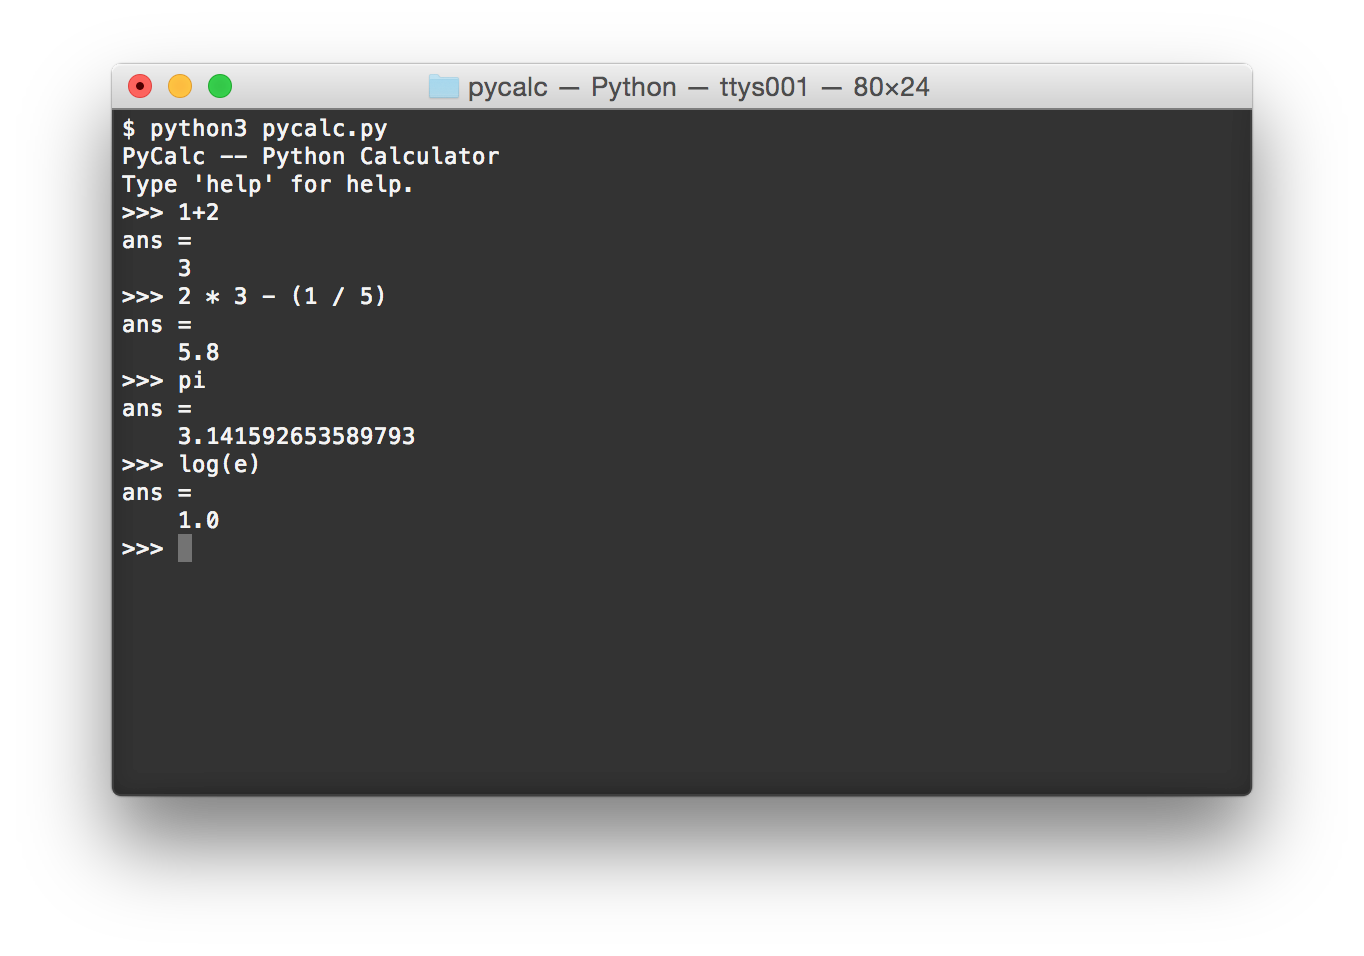 pycalc — Python — ttys001 — 80×24
$ python3 pycalc.py
PyCalc -- Python Calculator
Type 'help' for help.
>>> 1+2
ans =
    3
>>> 2 * 3 - (1 / 5)
ans =
    5.8
>>> pi
ans =
    3.141592653589793
>>> log(e)
ans =
    1.0
>>>